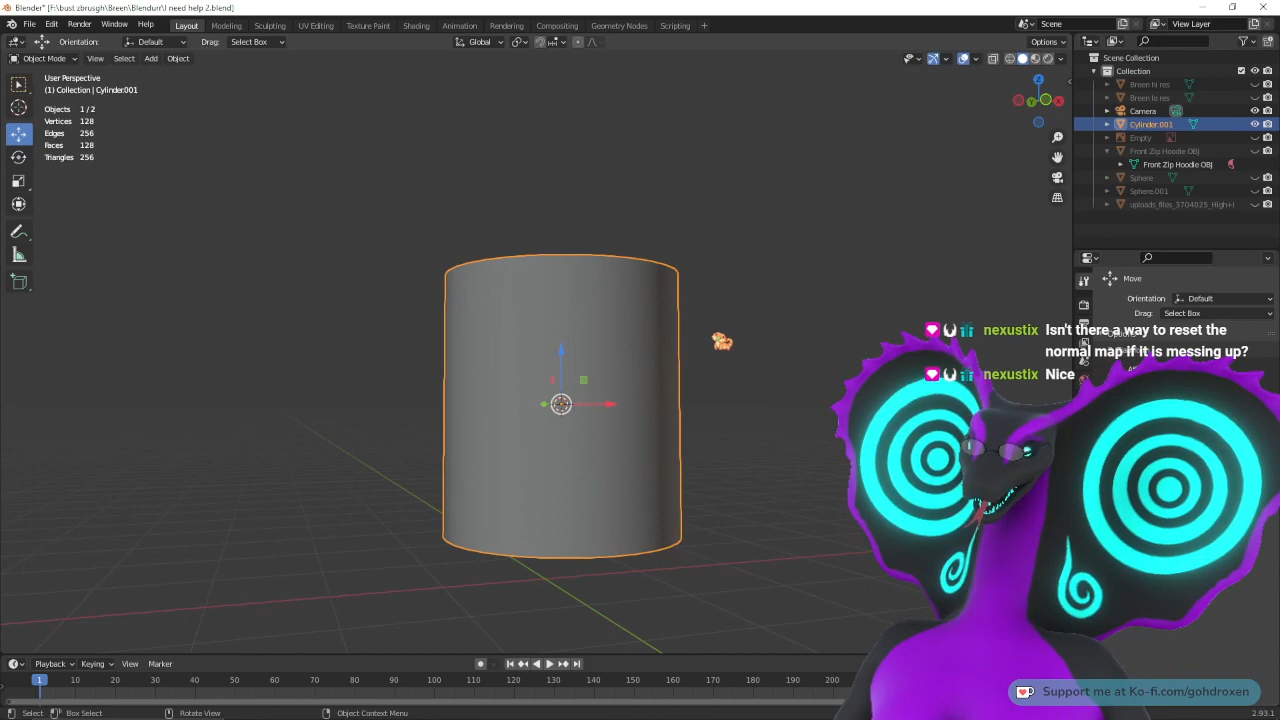 Blender* [F:\bust zbrusgh\Breen\Blendun\I need help 2.blend]
File Edit Render Window Help Layout Modeling Sculpting UV Editing Texture Paint Shading Animation Rendering Compositing Geometry Nodes Scripting + Scene View Layer
Orientation: Default Drag: Select Box Global Options
Object Mode View Select Add Object
User Perspective
(1) Collection | Cylinder.001
Objects 1 / 2
Vertices 128
Edges 256
Faces 128
Triangles 256
Z
X
Y
Scene Collection
Collection
Breen hi res
Breen lo res
Camera
Cylinder.001
Empty
Front Zip Hoodie OBJ
Front Zip Hoodie OBJ
Sphere
Sphere.001
uploads_files_3704025_High+l
Move
Orientation Default
Drag: Select Box
nexustix Isn't there a way to reset the
normal map if it is messing up?
nexustix Nice
Playback Keying View Marker
1 10 20 30 40 50 60 70 80 90 100 110 120 130 140 150 160 170 180 190 200
Select Box Select Rotate View Object Context Menu
Support me at Ko-fi.com/gohdroxen
2.93.1